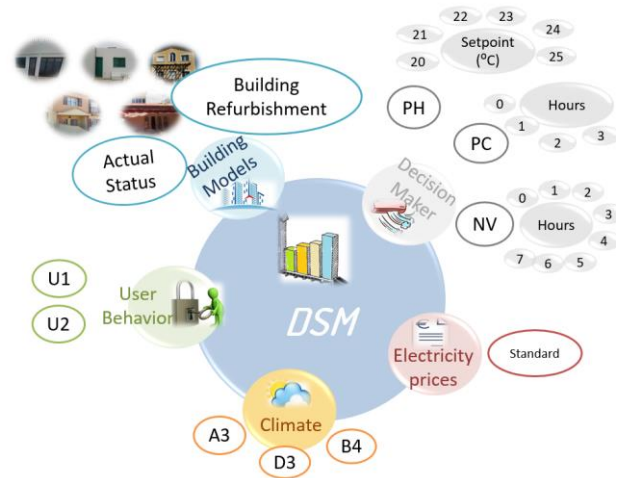 22
23
21
24
Setpoint
(⁰C)
20
25
Building
Refurbishment
PH
0
Hours
PC
1
2
3
Actual
Status
Building
Models
Decision
Maker
NV
0
1
2
Hours
3
4
7
6
5
U1
U2
User
Behavior
DSM
€
Electricity
prices
Standard
Climate
A3
D3
B4